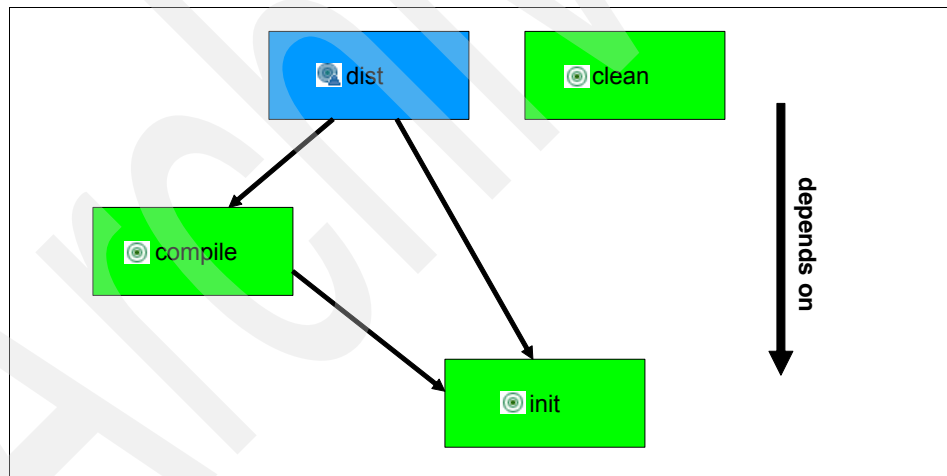 dist
clean
depends on
compile
init